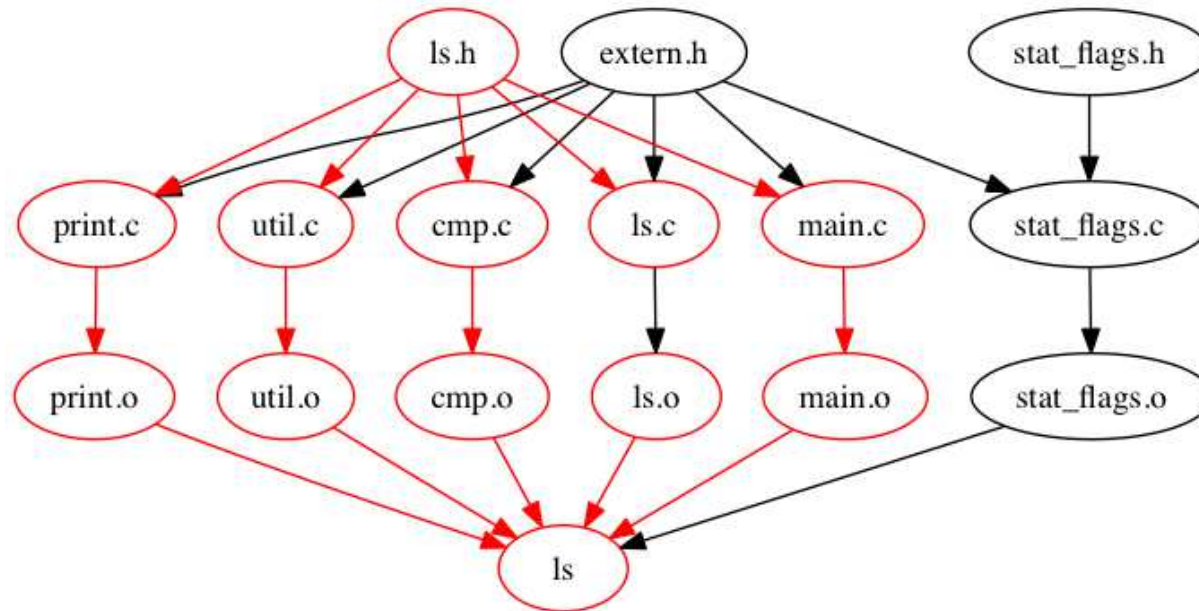 ls.h
extern.h
stat_flags.h
print.c
util.c
cmp.c
ls.c
main.c
stat_flags.c
print.o
util.o
cmp.o
ls.o
main.o
stat_flags.o
ls